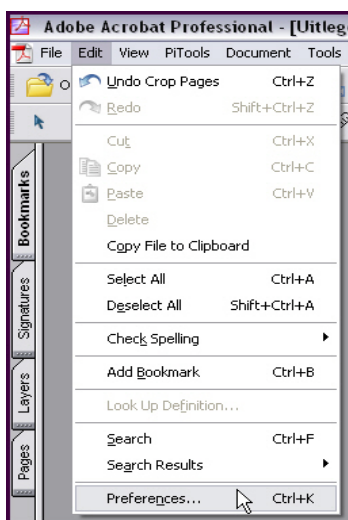 Adobe Acrobat Professional - [Uitleg
File Edit View PiTools Document Tools
O
Undo Crop Pages Ctrl+Z
Redo Shift+Ctrl+Z
Cut Ctrl+X
Copy Ctrl+C
Paste Ctrl+V
Delete
Copy File to Clipboard
Select All Ctrl+A
Deselect All Shift+Ctrl+A
Check Spelling
Add Bookmark Ctrl+B
Look Up Definition...
Search Ctrl+F
Search Results
Preferences... Ctrl+K
Bookmarks
Signatures
Layers
Pages